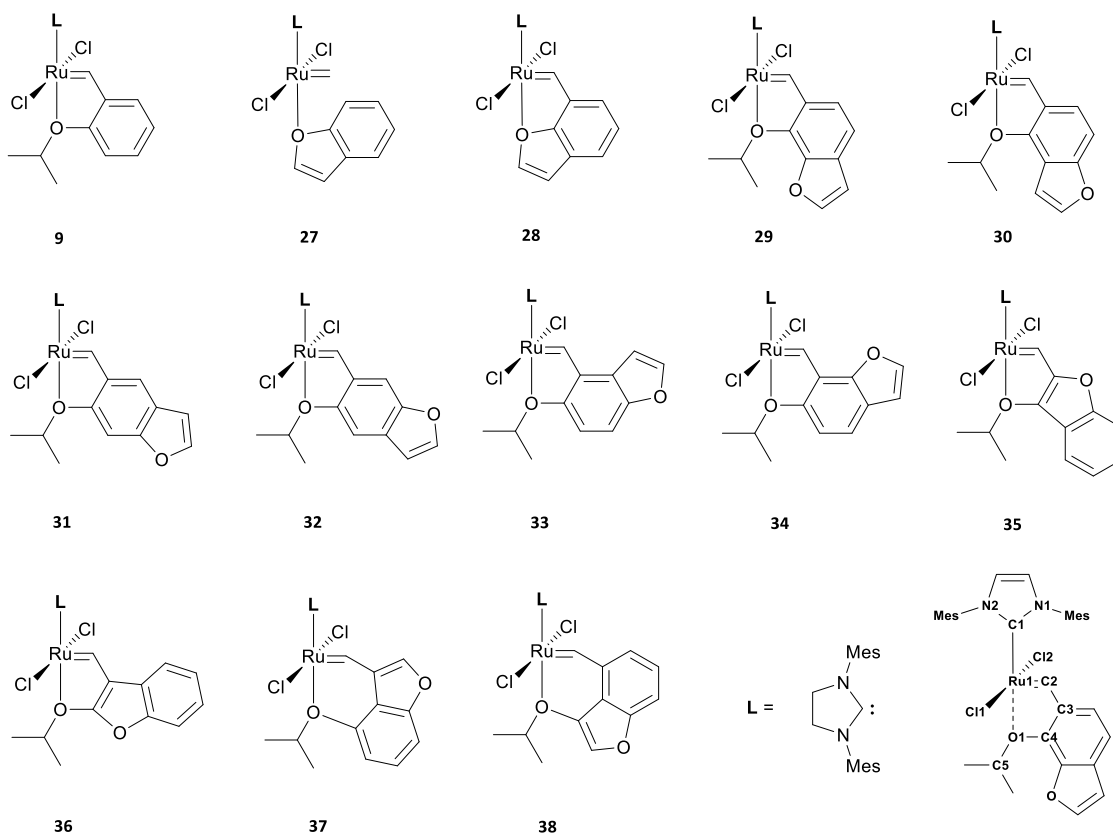 L
Cl
Ru
Cl
O
9
L
Cl
Ru
Cl
O
27
L
Cl
Ru
Cl
O
28
L
Cl
Ru
Cl
O
O
29
L
Cl
Ru
Cl
O
O
30
L
Cl
Ru
Cl
O
O
31
L
Cl
Ru
Cl
O
O
32
L
Cl
Ru
Cl
O
O
33
L
Cl
Ru
O
Cl
O
34
L
Cl
Ru
O
Cl
O
35
L
Cl
Ru
Cl
O
O
36
L
Cl
Ru
Cl
O
O
37
L
Cl
Ru
Cl
O
O
38
L =
Mes
N
:
N
Mes
Mes N2 N1 Mes
C1
Cl2
Ru1 C2
Cl1
C3
O1 C4
C5
O